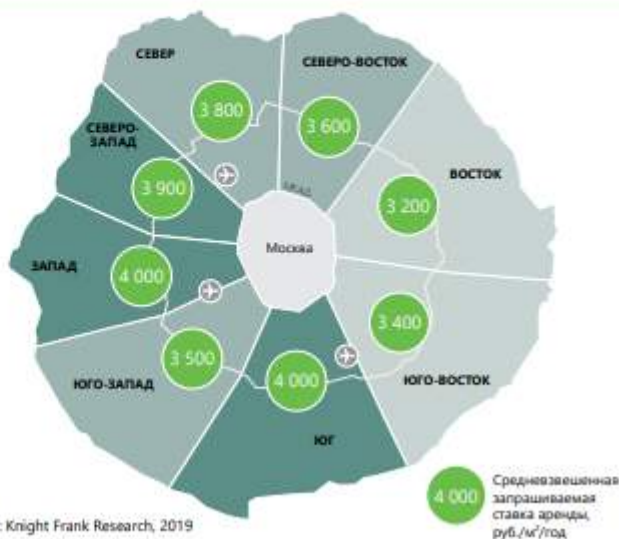 СЕВЕР
СЕВЕРО-ВОСТОК
3 800
3 600
СЕВЕРО-
ЗАПАД
ВОСТОК
МКАД
3 900
3 200
Москва
ЗАПАД
4 000
3 400
3 500
4 000
ЮГО-ЗАПАД
ЮГО-ВОСТОК
ЮГ
4 000
Средневзвешенная
запрашиваемая
ставка аренды,
руб./м²/год
: Knight Frank Research, 2019